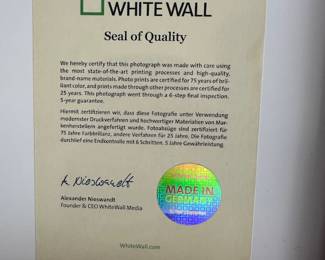 WHITE WALL
Seal of Quality
We hereby certify that this photograph was made with care using
the most state-of-the-art printing processes and high-quality,
brand-name materials. Photo prints are certified for 75 years of bril-
liant color, and prints made through other processes are certified for
25 years. This photograph went through a 6-step final inspection.
5-year guarantee.
Hiermit zertifizieren wir, dass diese Fotografie unter Verwendung
modernster Druckverfahren und hochwertiger Materialien von Mar-
kenherstellern angefertigt wurde. Fotoabzüge sind zertifiziert für
75 Jahre Farbbrillanz, andere Verfahren für 25 Jahre. Die Fotografie
durchlief eine Endkontrolle mit 6 Schritten. 5 Jahre Gewährleistung.
Nieswandt
Alexander Nieswandt
Founder & CEO WhiteWall Media
MADE IN
GERMANY
WhiteWall.com